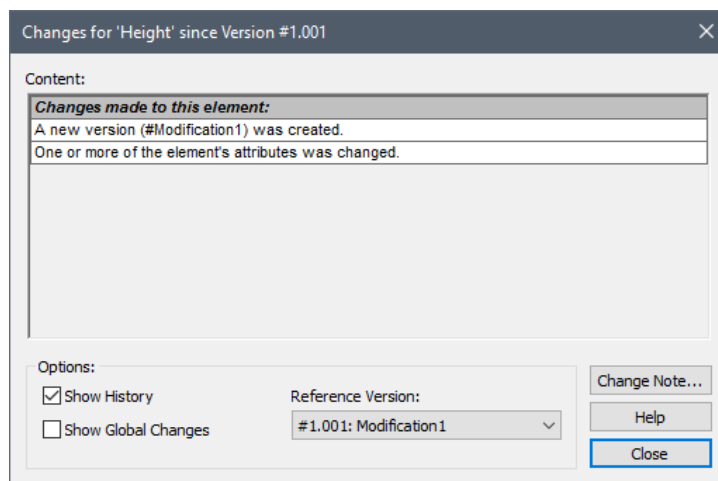 Changes for 'Height' since Version #1.001
Content:
Changes made to this element:
A new version (#Modification1) was created.
One or more of the element's attributes was changed.
Options:
Show History
Show Global Changes
Reference Version:
#1.001: Modification1
Change Note...
Help
Close